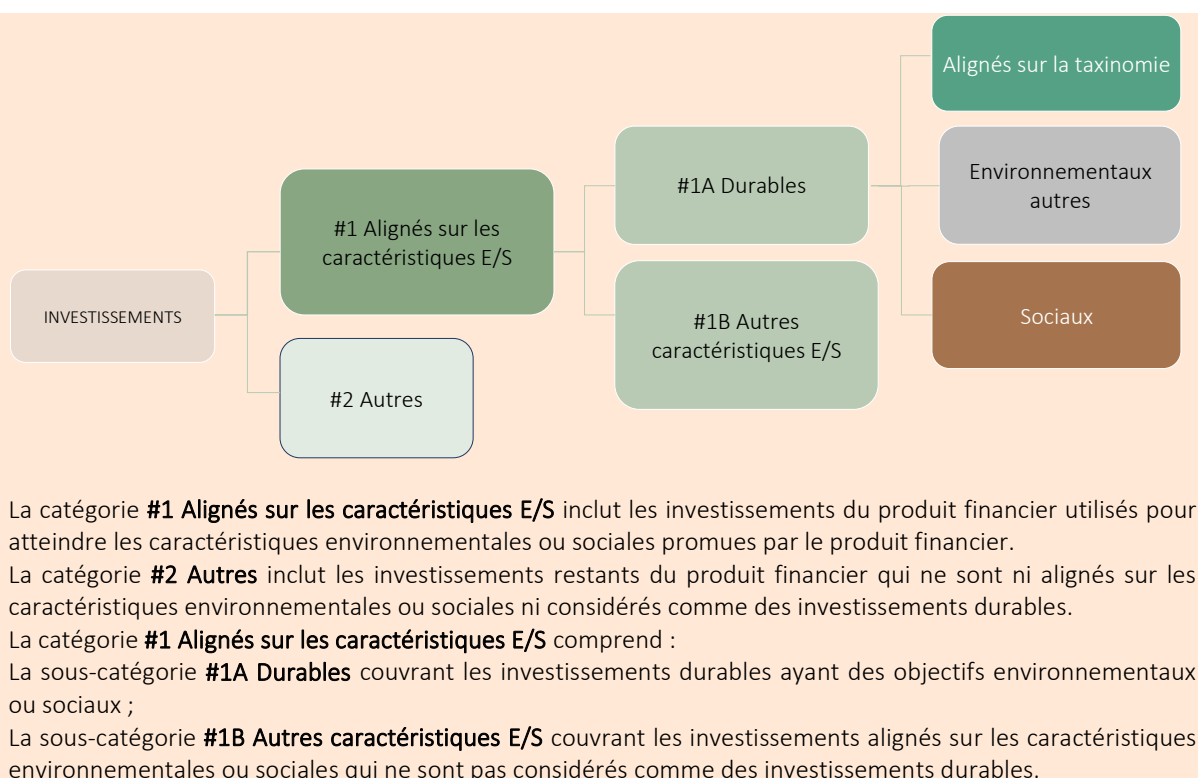 Alignés sur la taxinomie
#1A Durables
Environnementaux
autres
#1 Alignés sur les
caractéristiques E/S
INVESTISSEMENTS
#1B Autres
caractéristiques E/S
Sociaux
#2 Autres
La catégorie #1 Alignés sur les caractéristiques E/S inclut les investissements du produit financier utilisés pour
atteindre les caractéristiques environnementales ou sociales promues par le produit financier.
La catégorie #2 Autres inclut les investissements restants du produit financier qui ne sont ni alignés sur les
caractéristiques environnementales ou sociales ni considérés comme des investissements durables.
La catégorie #1 Alignés sur les caractéristiques E/S comprend :
La sous-catégorie #1A Durables couvrant les investissements durables ayant des objectifs environnementaux
ou sociaux ;
La sous-catégorie #1B Autres caractéristiques E/S couvrant les investissements alignés sur les caractéristiques
environnementales ou sociales qui ne sont pas considérés comme des investissements durables.